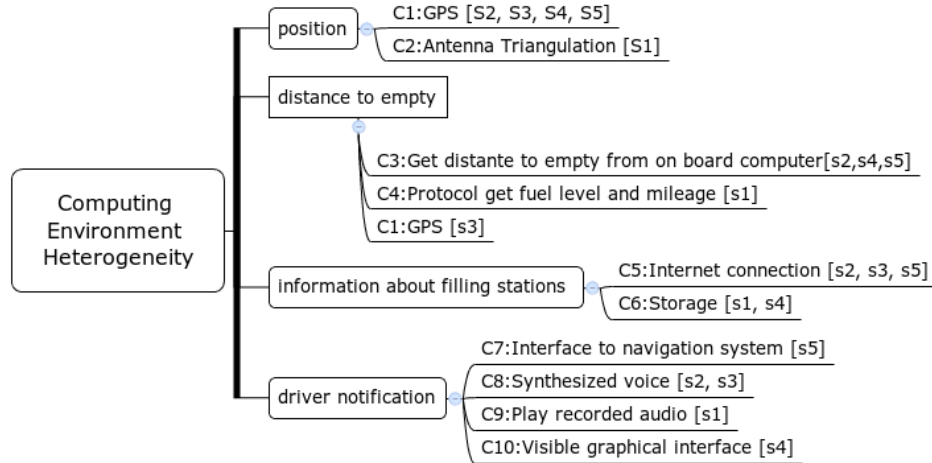 Computing
Environment
Heterogeneity
position
C1:GPS [S2, S3, S4, S5]
C2:Antenna Triangulation [S1]
distance to empty
C3:Get distante to empty from on board computer[s2,s4,s5]
C4:Protocol get fuel level and mileage [s1]
C1:GPS [s3]
information about filling stations
C5:Internet connection [s2, s3, s5]
C6:Storage [s1, s4]
driver notification
C7:Interface to navigation system [s5]
C8:Synthesized voice [s2, s3]
C9:Play recorded audio [s1]
C10:Visible graphical interface [s4]